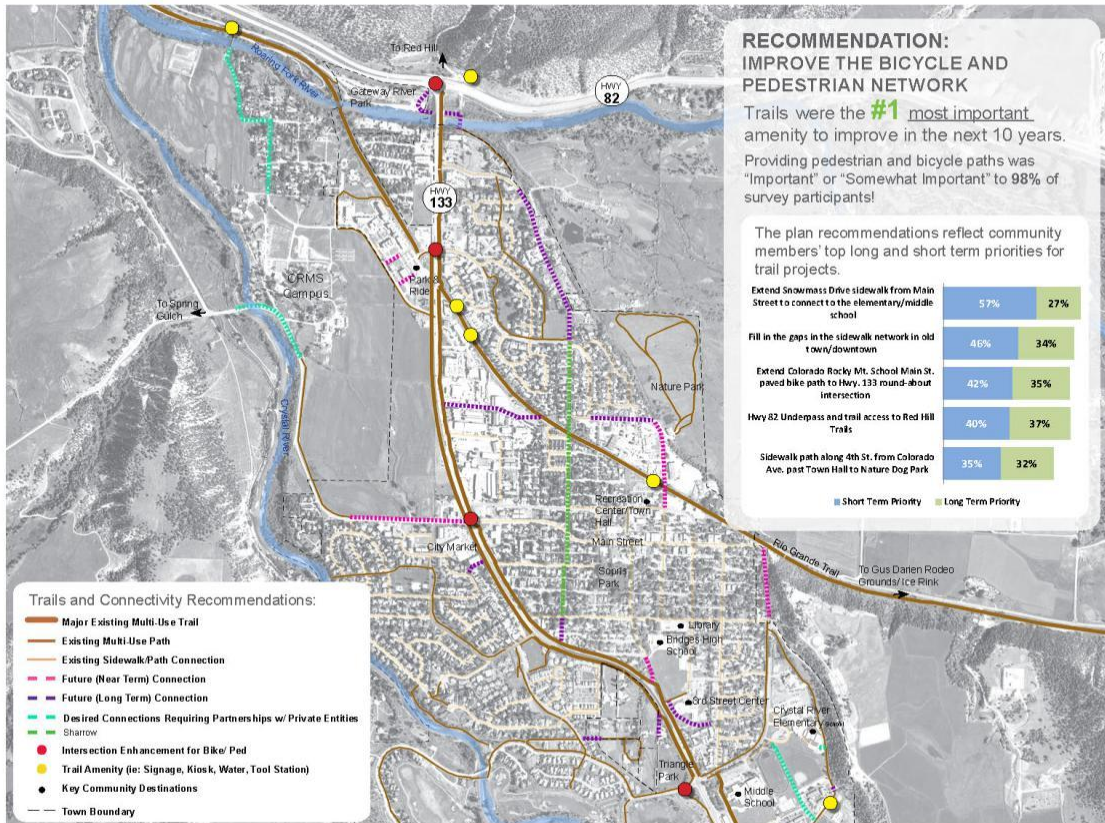 RECOMMENDATION:
IMPROVE THE BICYCLE AND
PEDESTRIAN NETWORK
Trails were the #1 most important
amenity to improve in the next 10 years.
Providing pedestrian and bicycle paths was
"Important" or "Somewhat Important" to 98% of
survey participants!
The plan recommendations reflect community
members' top long and short term priorities for
trail projects.
Extend Snowmass Drive sidewalk from Main
Street to connect to the elementary/middle
school
57%
27%
Fill in the gaps in the sidewalk network in old
town/downtown
46%
34%
Extend Colorado Rocky Mt. School Main St.
paved bike path to Hwy. 133 round-about
intersection
42%
35%
Hwy 82 Underpass and trail access to Red Hill
Trails
40%
37%
Sidewalk path along 4th St. from Colorado
Ave. past Town Hall to Nature Dog Park
35%
32%
Short Term Priority
Long Term Priority
To Red Hill
Roaring Fork River
Gateway River
Park
HWY
82
HWY
133
Park &
Ride
CRMS
Campus
To Spring
Gulch
Crystal River
Nature Park
Recreation
Center/Town
Hall
City Market
Main Street
Sopris
Park
Rio Grande Trail
To Gus Darien Rodeo
Grounds/ Ice Rink
Library
Bridges High
School
3rd Street Center
Crystal River
Elementary School
Triangle
Park
Middle
School
Trails and Connectivity Recommendations:
Major Existing Multi-Use Trail
Existing Multi-Use Path
Existing Sidewalk/Path Connection
Future (Near Term) Connection
Future (Long Term) Connection
Desired Connections Requiring Partnerships w/ Private Entities
Sharrow
Intersection Enhancement for Bike/ Ped
Trail Amenity (ie: Signage, Kiosk, Water, Tool Station)
Key Community Destinations
Town Boundary